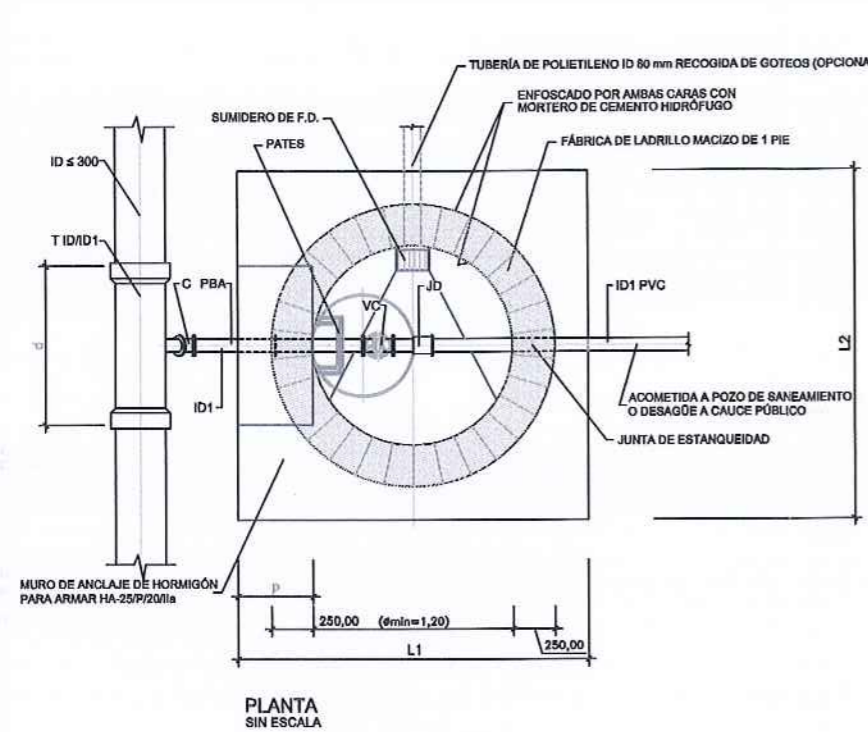 TUBERÍA DE POLIETILENO ID 80 mm RECOGIDA DE GOTEOS (OPCIONA
ENFOSCADO POR AMBAS CARAS CON
MORTERO DE CEMENTO HIDRÓFUGO
SUMIDERO DE F.D.
PATES
FÁBRICA DE LADRILLO MACIZO DE 1 PIE
ID ≤ 300
T ID/ID1
C PBA
VC
JD
ID1 PVC
d
L2
ID1
ACOMETIDA A POZO DE SANEAMIENTO
O DESAGÜE A CAUCE PÚBLICO
JUNTA DE ESTANQUEIDAD
MURO DE ANCLAJE DE HORMIGÓN
PARA ARMAR HA-25/P/20/IIa
p
250,00 (ømin=1,20)
250,00
L1
PLANTA
SIN ESCALA